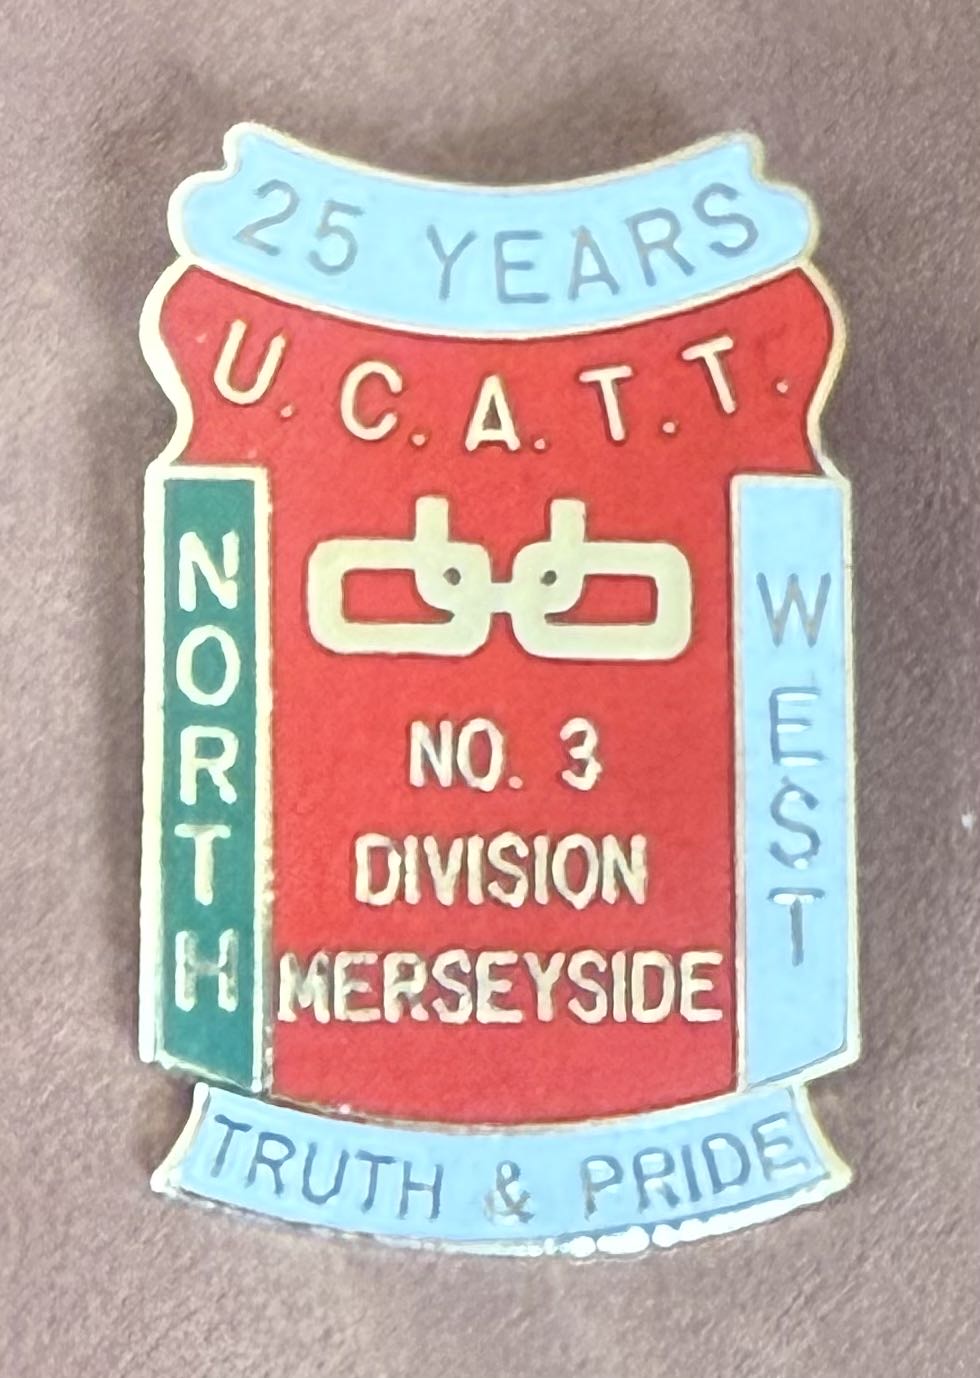 25 YEARS
U.C.A.T.T.
NORTH
WEST
NO. 3
DIVISION
MERSEYSIDE
TRUTH & PRIDE